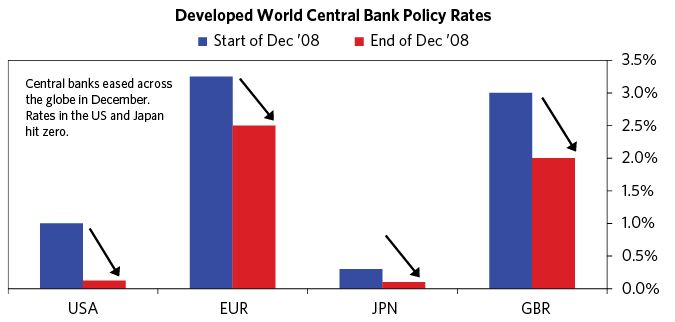 Developed World Central Bank Policy Rates
Start of Dec '08 End of Dec '08
Central banks eased across
the globe in December.
Rates in the US and Japan
hit zero.
3.5%
3.0%
2.5%
2.0%
1.5%
1.0%
0.5%
0.0%
USA EUR JPN GBR